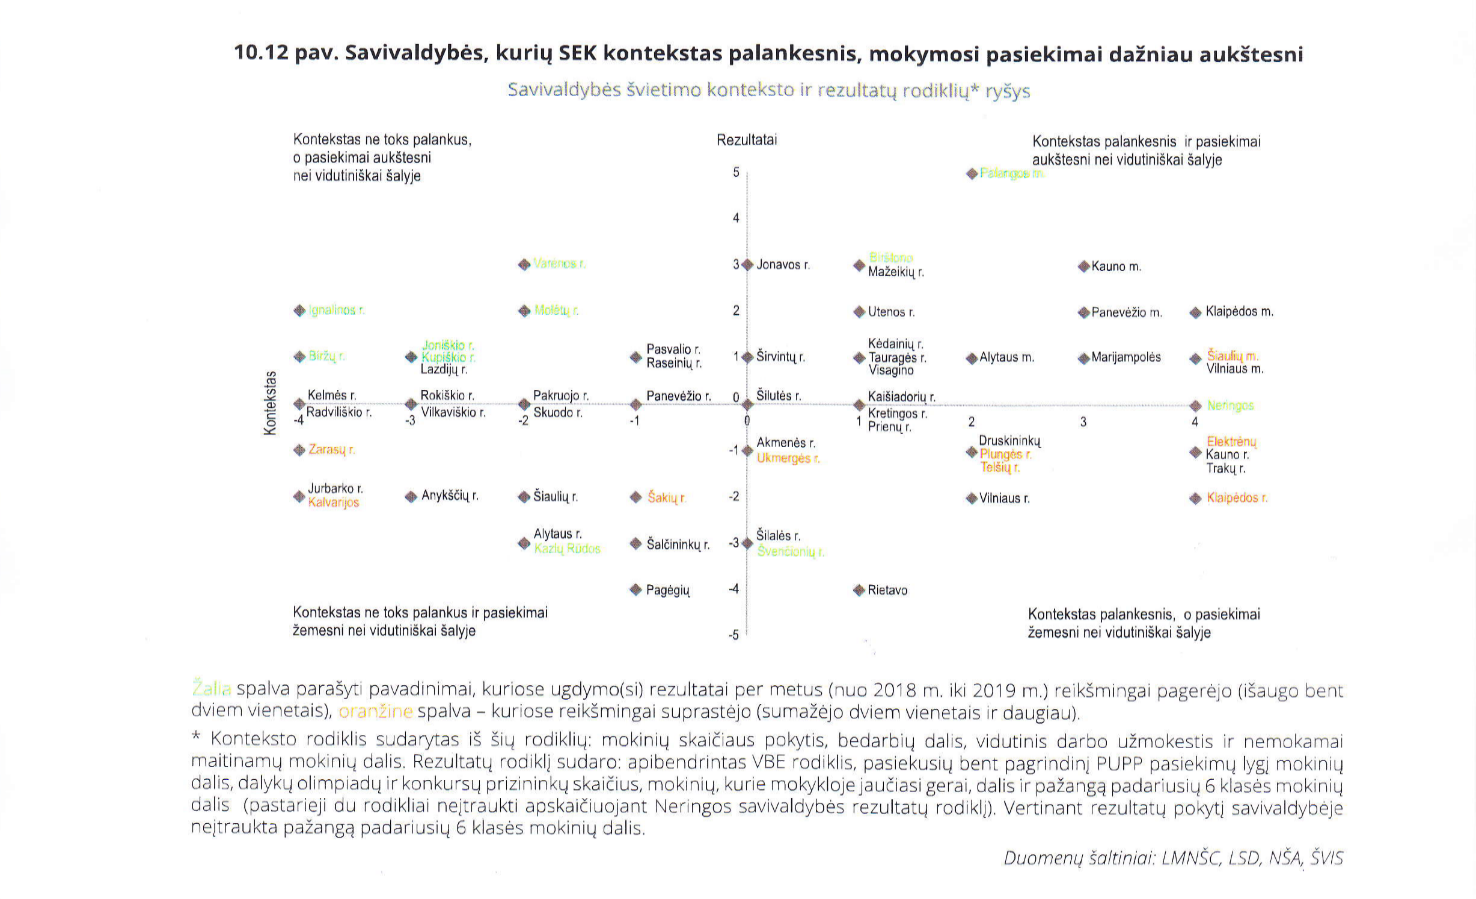 10.12 pav. Savivaldybės, kurių SEK kontekstas palankesnis, mokymosi pasiekimai dažniau aukštesni
Savivaldybės švietimo konteksto ir rezultatų rodiklių* ryšys
Kontekstas ne toks palankus,
o pasiekimai aukštesni
nei vidutiniškai šalyje
Rezultatai
Kontekstas palankesnis ir pasiekimai
aukštesni nei vidutiniškai šalyje
5
Palangos m.
4
Varėnos r.
3
Jonavos r.
Birštono
Mažeikių r.
Kauno m.
Ignalinos r.
Molėtų r.
2
Utenos r.
Panevėžio m.
Klaipėdos m.
Biržų r.
Joniškio r.
Kupiškio r.
Lazdijų r.
Pasvalio r.
Raseinių r.
1
Širvintų r.
Kėdainių r.
Tauragės r.
Visagino
Alytaus m.
Marijampolės
Šiaulių m.
Vilniaus m.
Kontekstas
Kelmės r.
Radviliškio r.
Rokiškio r.
Vilkaviškio r.
Pakruojo r.
Skuodo r.
Panevėžio r.
0
Šilutės r.
Kaišiadorių r.
Kretingos r.
Prienų r.
Neringos
-4
-3
-2
-1
0
1
2
3
4
Zarasų r.
-1
Akmenės r.
Ukmergės r.
Druskininkų
Plungės r.
Telšių r.
Elektrėnų
Kauno r.
Trakų r.
Jurbarko r.
Kalvarijos
Anykščių r.
Šiaulių r.
Šakių r
-2
Vilniaus r.
Klaipėdos r.
Alytaus r.
Kazlų Rūdos
Šalčininkų r.
-3
Šilalės r.
Švenčionių r.
Pagėgių
-4
Rietavo
Kontekstas ne toks palankus ir pasiekimai
žemesni nei vidutiniškai šalyje
-5
Kontekstas palankesnis, o pasiekimai
žemesni nei vidutiniškai šalyje
Žalia spalva parašyti pavadinimai, kuriose ugdymo(si) rezultatai per metus (nuo 2018 m. iki 2019 m.) reikšmingai pagerėjo (išaugo bent
dviem vienetais), oranžine spalva – kuriose reikšmingai suprastėjo (sumažėjo dviem vienetais ir daugiau).
* Konteksto rodiklis sudarytas iš šių rodiklių: mokinių skaičiaus pokytis, bedarbių dalis, vidutinis darbo užmokestis ir nemokamai
maitinamų mokinių dalis. Rezultatų rodiklį sudaro: apibendrintas VBE rodiklis, pasiekusių bent pagrindinį PUPP pasiekimų lygį mokinių
dalis, dalykų olimpiadų ir konkursų prizininkų skaičius, mokinių, kurie mokykloje jaučiasi gerai, dalis ir pažangą padariusių 6 klasės mokinių
dalis (pastarieji du rodikliai neįtraukti apskaičiuojant Neringos savivaldybės rezultatų rodiklį). Vertinant rezultatų pokytį savivaldybėje
neįtraukta pažangą padariusių 6 klasės mokinių dalis.
Duomenų šaltiniai: LMNŠC, LSD, NŠA, ŠVIS